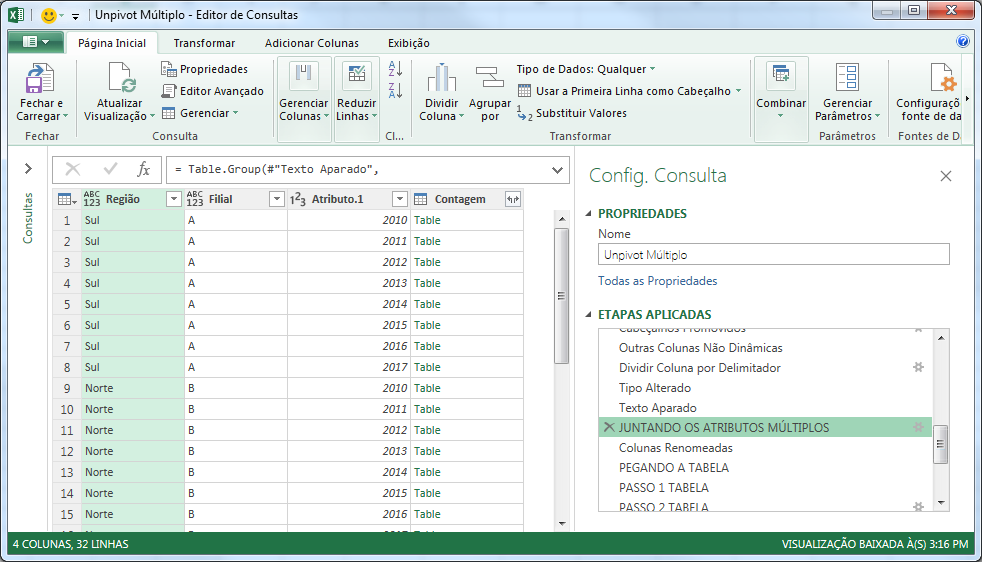 Unpivot Múltiplo - Editor de Consultas
Página Inicial Transformar Adicionar Colunas Exibição
Fechar e Carregar
Fechar
Atualizar Visualização
Propriedades
Editor Avançado
Gerenciar
Consulta
Gerenciar Colunas
Reduzir Linhas
Cl...
Dividir Coluna
Agrupar por
Tipo de Dados: Qualquer
Usar a Primeira Linha como Cabeçalho
Substituir Valores
Transformar
Combinar
Gerenciar Parâmetros
Parâmetros
Configuraçõ
fonte de da
Fontes de Da
Consultas
fx = Table.Group(#"Texto Aparado",
ABC 123 Região ABC 123 Filial 123 Atributo.1 Contagem
1 Sul A 2010 Table
2 Sul A 2011 Table
3 Sul A 2012 Table
4 Sul A 2013 Table
5 Sul A 2014 Table
6 Sul A 2015 Table
7 Sul A 2016 Table
8 Sul A 2017 Table
9 Norte B 2010 Table
10 Norte B 2011 Table
11 Norte B 2012 Table
12 Norte B 2013 Table
13 Norte B 2014 Table
14 Norte B 2015 Table
15 Norte B 2016 Table
Config. Consulta
PROPRIEDADES
Nome
Unpivot Múltiplo
Todas as Propriedades
ETAPAS APLICADAS
Cabeçalhos Promovidos
Outras Colunas Não Dinâmicas
Dividir Coluna por Delimitador
Tipo Alterado
Texto Aparado
JUNTANDO OS ATRIBUTOS MÚLTIPLOS
Colunas Renomeadas
PEGANDO A TABELA
PASSO 1 TABELA
PASSO 2 TABELA
4 COLUNAS, 32 LINHAS
VISUALIZAÇÃO BAIXADA À(S) 3:16 PM